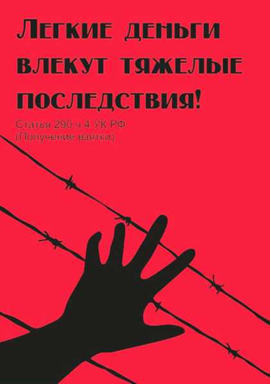 Легкие деньги
влекут тяжелые
последствия!
Статья 290 ч 4 УК РФ
(Получение взятки)